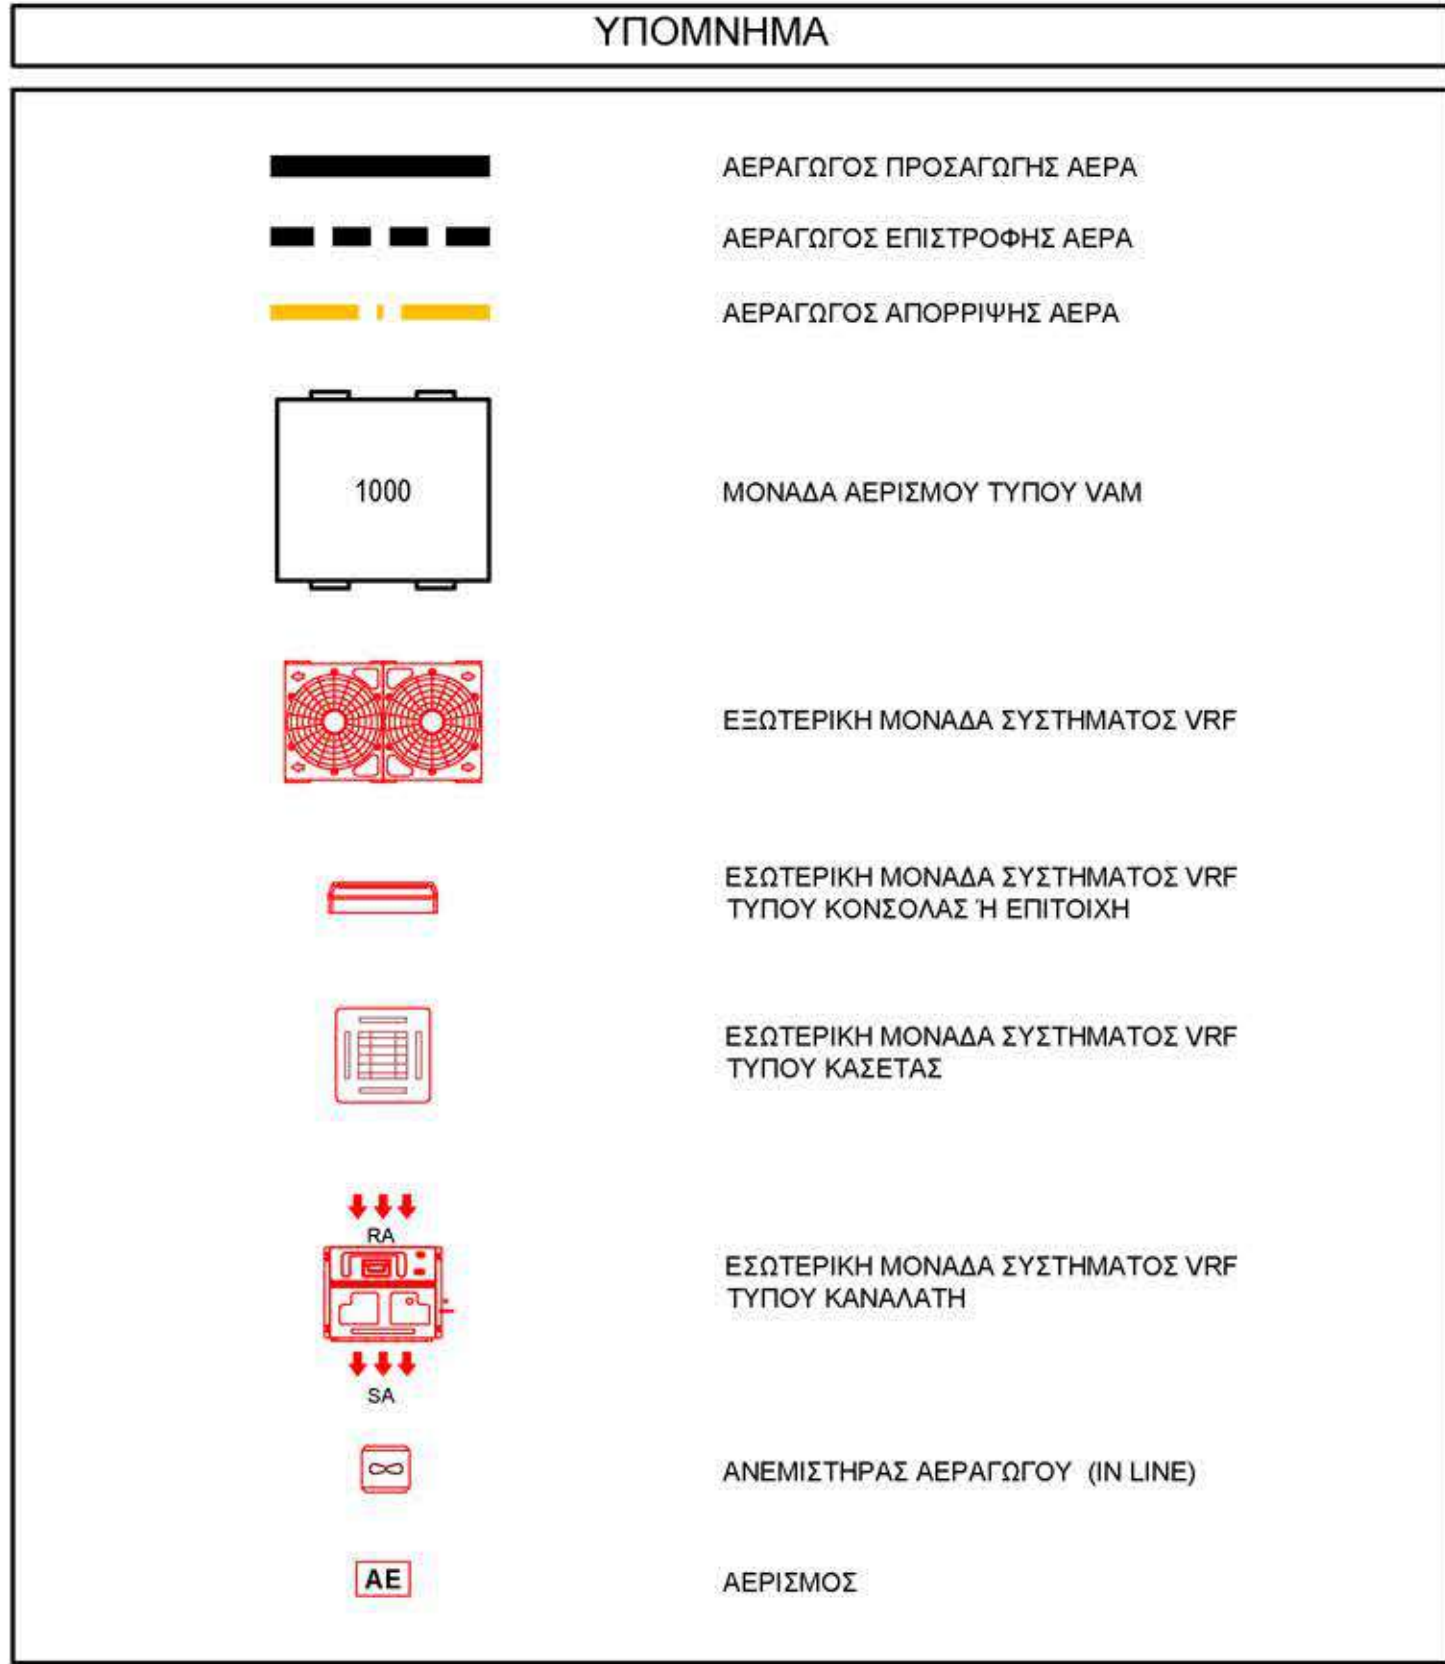 ΥΠΟΜΝΗΜΑ
ΑΕΡΑΓΩΓΟΣ ΠΡΟΣΑΓΩΓΗΣ ΑΕΡΑ
ΑΕΡΑΓΩΓΟΣ ΕΠΙΣΤΡΟΦΗΣ ΑΕΡΑ
ΑΕΡΑΓΩΓΟΣ ΑΠΟΡΡΙΨΗΣ ΑΕΡΑ
1000
ΜΟΝΑΔΑ ΑΕΡΙΣΜΟΥ ΤΥΠΟΥ VAM
ΕΞΩΤΕΡΙΚΗ ΜΟΝΑΔΑ ΣΥΣΤΗΜΑΤΟΣ VRF
ΕΣΩΤΕΡΙΚΗ ΜΟΝΑΔΑ ΣΥΣΤΗΜΑΤΟΣ VRF
ΤΥΠΟΥ ΚΟΝΣΟΛΑΣ Ή ΕΠΙΤΟΙΧΗ
ΕΣΩΤΕΡΙΚΗ ΜΟΝΑΔΑ ΣΥΣΤΗΜΑΤΟΣ VRF
ΤΥΠΟΥ ΚΑΣΕΤΑΣ
RA
ΕΣΩΤΕΡΙΚΗ ΜΟΝΑΔΑ ΣΥΣΤΗΜΑΤΟΣ VRF
ΤΥΠΟΥ ΚΑΝΑΛΑΤΗ
SA
ΑΝΕΜΙΣΤΗΡΑΣ ΑΕΡΑΓΩΓΟΥ (IN LINE)
ΑΕ
ΑΕΡΙΣΜΟΣ